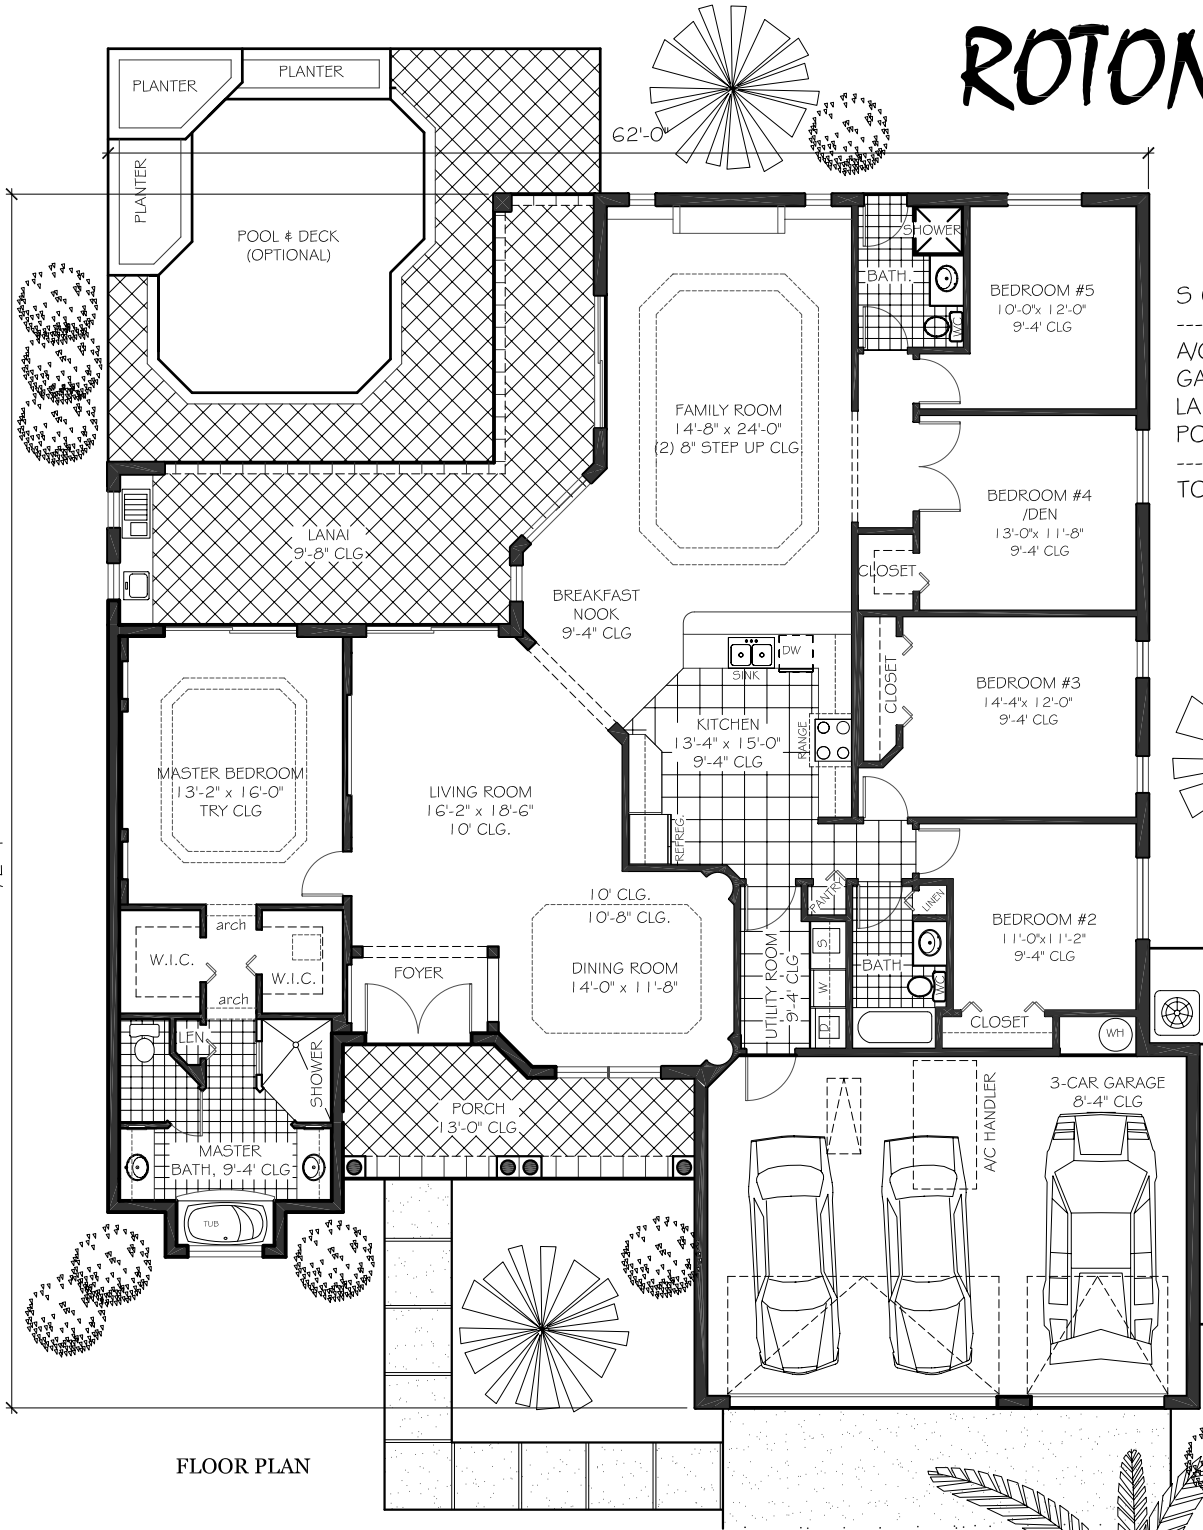 ROTON
62'-0"
PLANTER
PLANTER
PLANTER
POOL & DECK
(OPTIONAL)
SHOWER
BATH.
WC
BEDROOM #5
10'-0"x 12'-0"
9'-4' CLG
S
A/C
GA
LA
PO
TO
FAMILY ROOM
14'-8" x 24'-0"
(2) 8" STEP UP CLG
BEDROOM #4
/DEN
13'-0"x 11'-8"
9'-4' CLG
CLOSET
LANAI
9'-8" CLG
BREAKFAST
NOOK
9'-4" CLG
DW
SINK
CLOSET
BEDROOM #3
14'-4"x 12'-0"
9'-4' CLG
KITCHEN
13'-4" x 15'-0"
9'-4" CLG
RANGE
REFREG.
MASTER BEDROOM
13'-2" x 16'-0"
TRY CLG
LIVING ROOM
16'-2" x 18'-6"
10' CLG.
10' CLG.
10'-8" CLG.
DINING ROOM
14'-0" x 11'-8"
PANTRY
LINEN
BEDROOM #2
11'-0"x11'-2"
9'-4" CLG
arch
W.I.C.
W.I.C.
arch
FOYER
UTILITY ROOM
9'-4' CLG
S
W
D
BATH
WC
CLOSET
WH
LEN
SHOWER
PORCH
13'-0" CLG
MASTER
BATH, 9'-4' CLG
TUB
A/C HANDLER
3-CAR GARAGE
8'-4" CLG
FLOOR PLAN